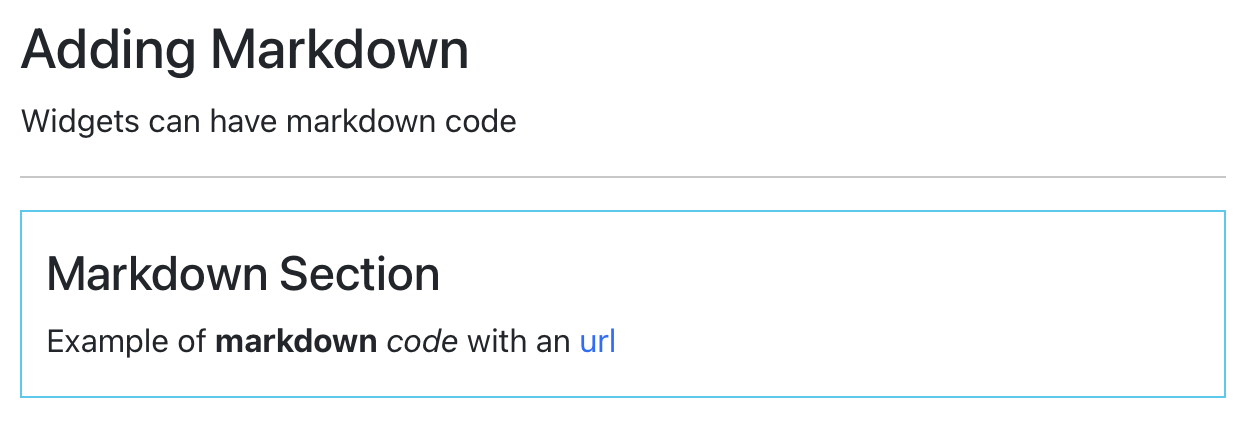 Adding Markdown
Widgets can have markdown code
Markdown Section
Example of markdown code with an url